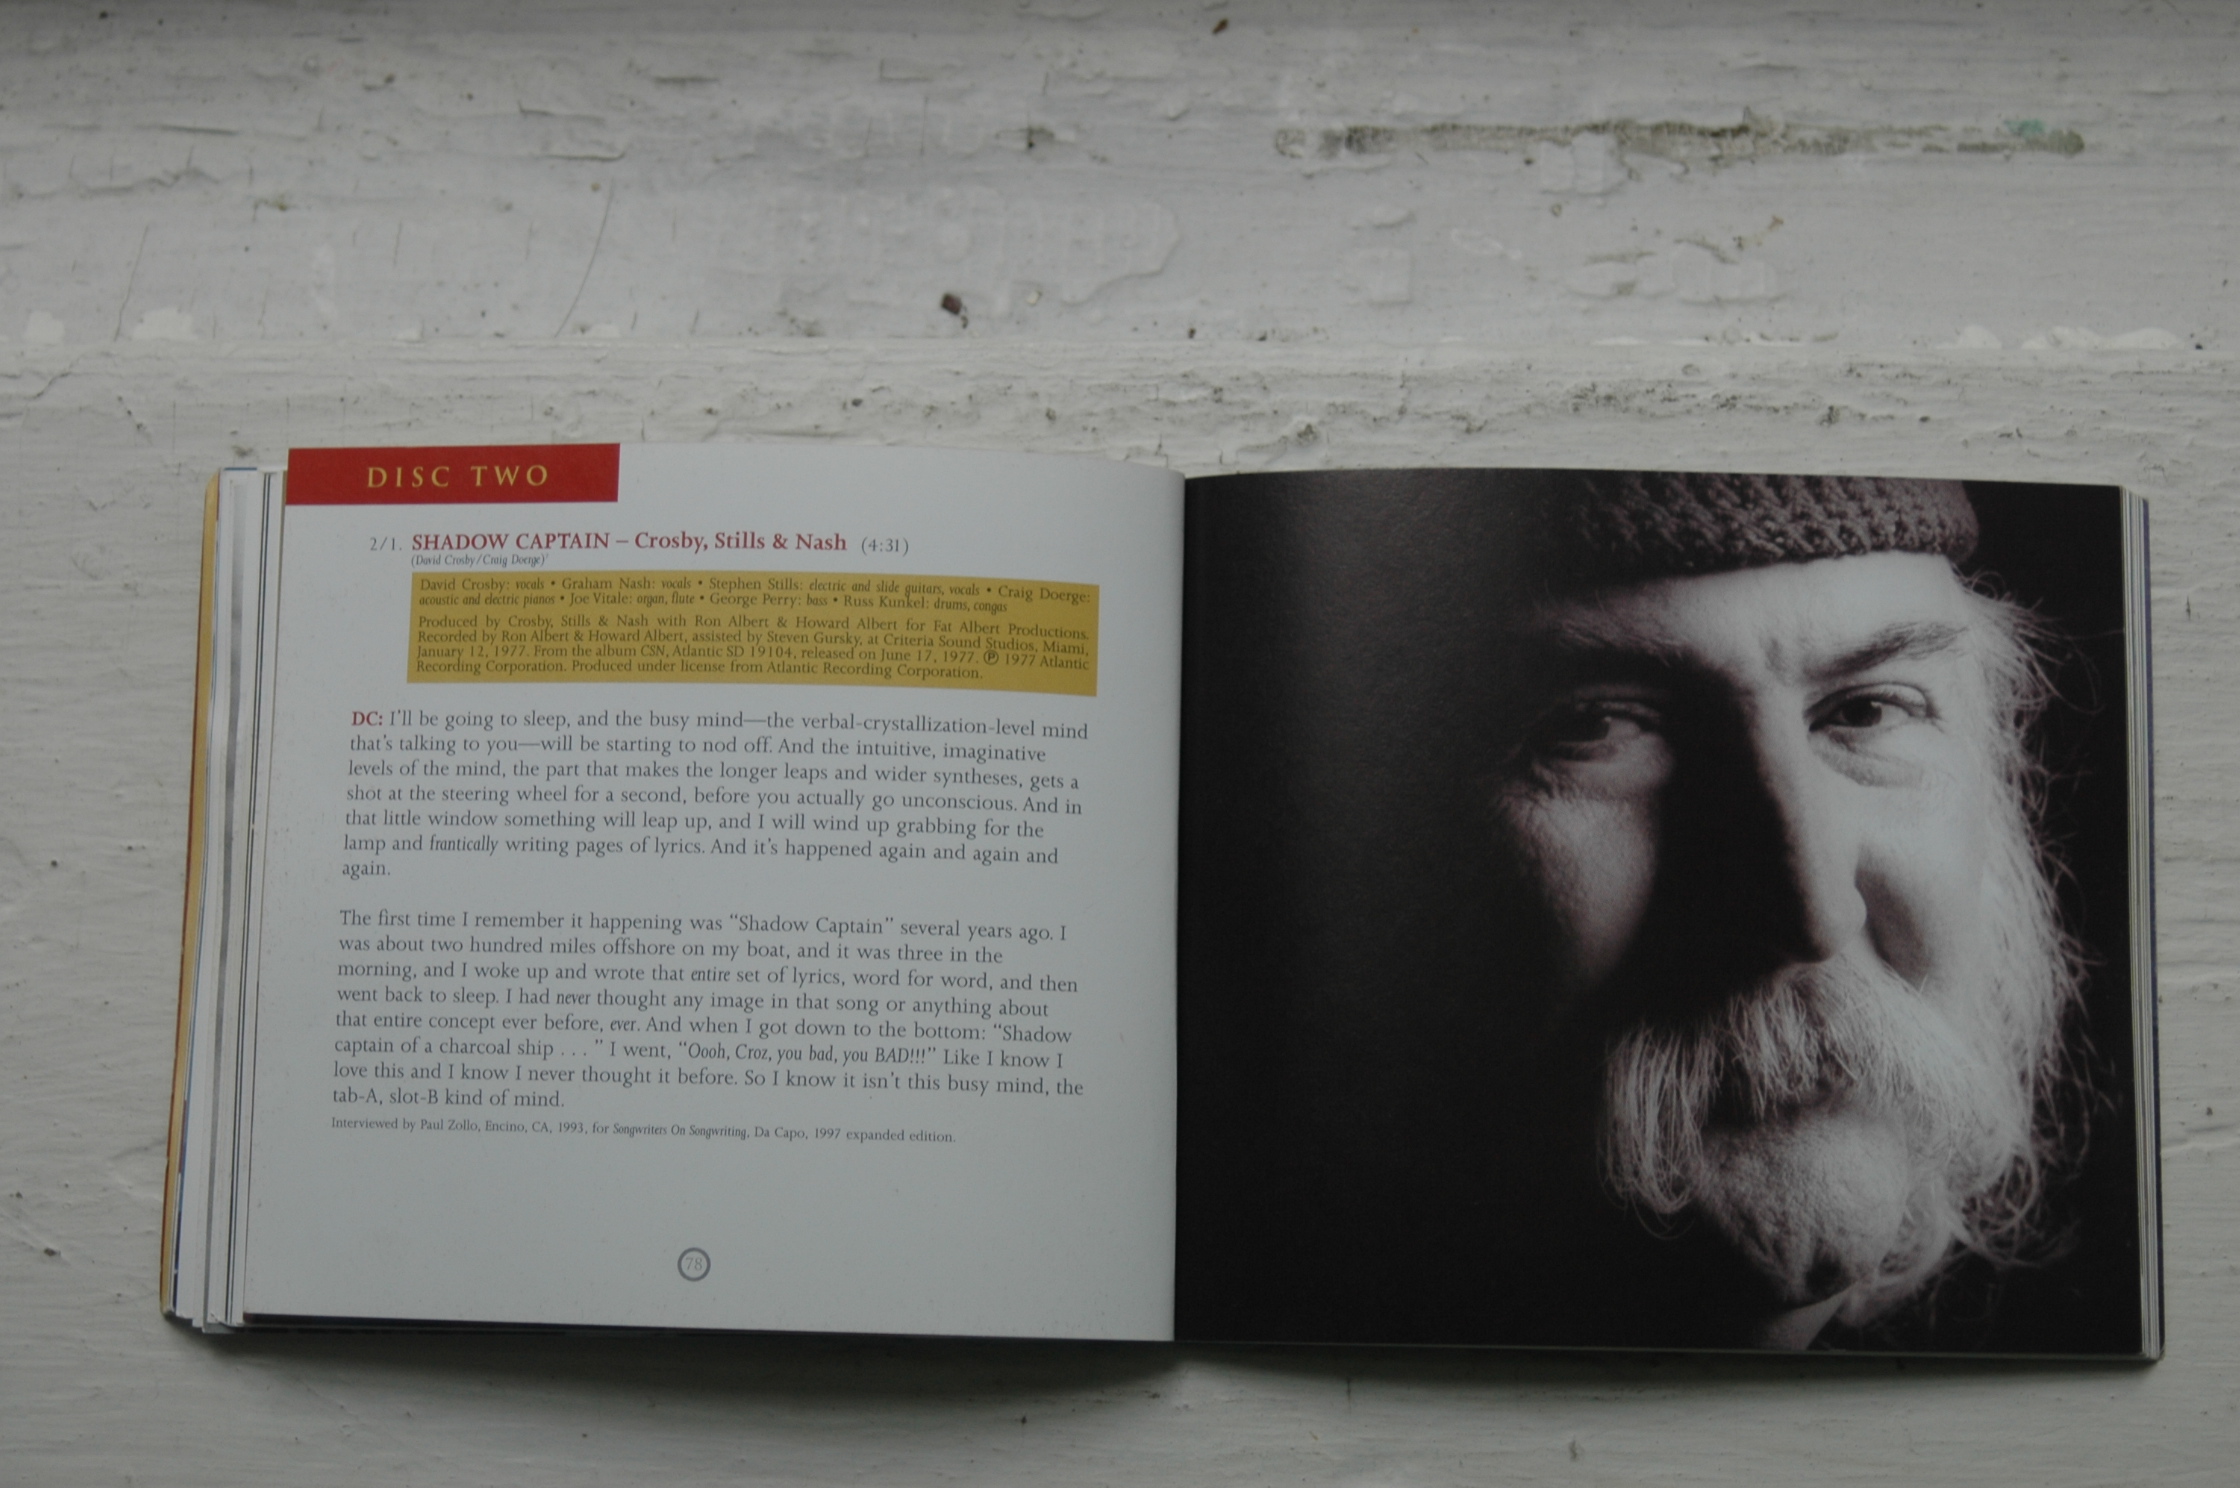 DISC TWO
2/1. SHADOW CAPTAIN – Crosby, Stills & Nash (4:31)
(David Crosby/Craig Doerge)
David Crosby: vocals • Graham Nash: vocals • Stephen Stills: electric and slide guitars, vocals • Craig Doerge:
acoustic and electric pianos • Joe Vitale: organ, flute • George Perry: bass • Russ Kunkel: drums, congas
Produced by Crosby, Stills & Nash with Ron Albert & Howard Albert for Fat Albert Productions.
Recorded by Ron Albert & Howard Albert, assisted by Steven Gursky, at Criteria Sound Studios, Miami,
January 12, 1977. From the album CSN, Atlantic SD 19104, released on June 17, 1977. Ⓟ 1977 Atlantic
Recording Corporation. Produced under license from Atlantic Recording Corporation.
DC: I'll be going to sleep, and the busy mind—the verbal-crystallization-level mind
that's talking to you—will be starting to nod off. And the intuitive, imaginative
levels of the mind, the part that makes the longer leaps and wider syntheses, gets a
shot at the steering wheel for a second, before you actually go unconscious. And in
that little window something will leap up, and I will wind up grabbing for the
lamp and frantically writing pages of lyrics. And it's happened again and again and
again.
The first time I remember it happening was “Shadow Captain” several years ago. I
was about two hundred miles offshore on my boat, and it was three in the
morning, and I woke up and wrote that entire set of lyrics, word for word, and then
went back to sleep. I had never thought any image in that song or anything about
that entire concept ever before, ever. And when I got down to the bottom: “Shadow
captain of a charcoal ship . . .” I went, “Oooh, Croz, you bad, you BAD!!!” Like I know I
love this and I know I never thought it before. So I know it isn't this busy mind, the
tab-A, slot-B kind of mind.
Interviewed by Paul Zollo, Encino, CA, 1993, for Songwriters On Songwriting, Da Capo, 1997 expanded edition.
78